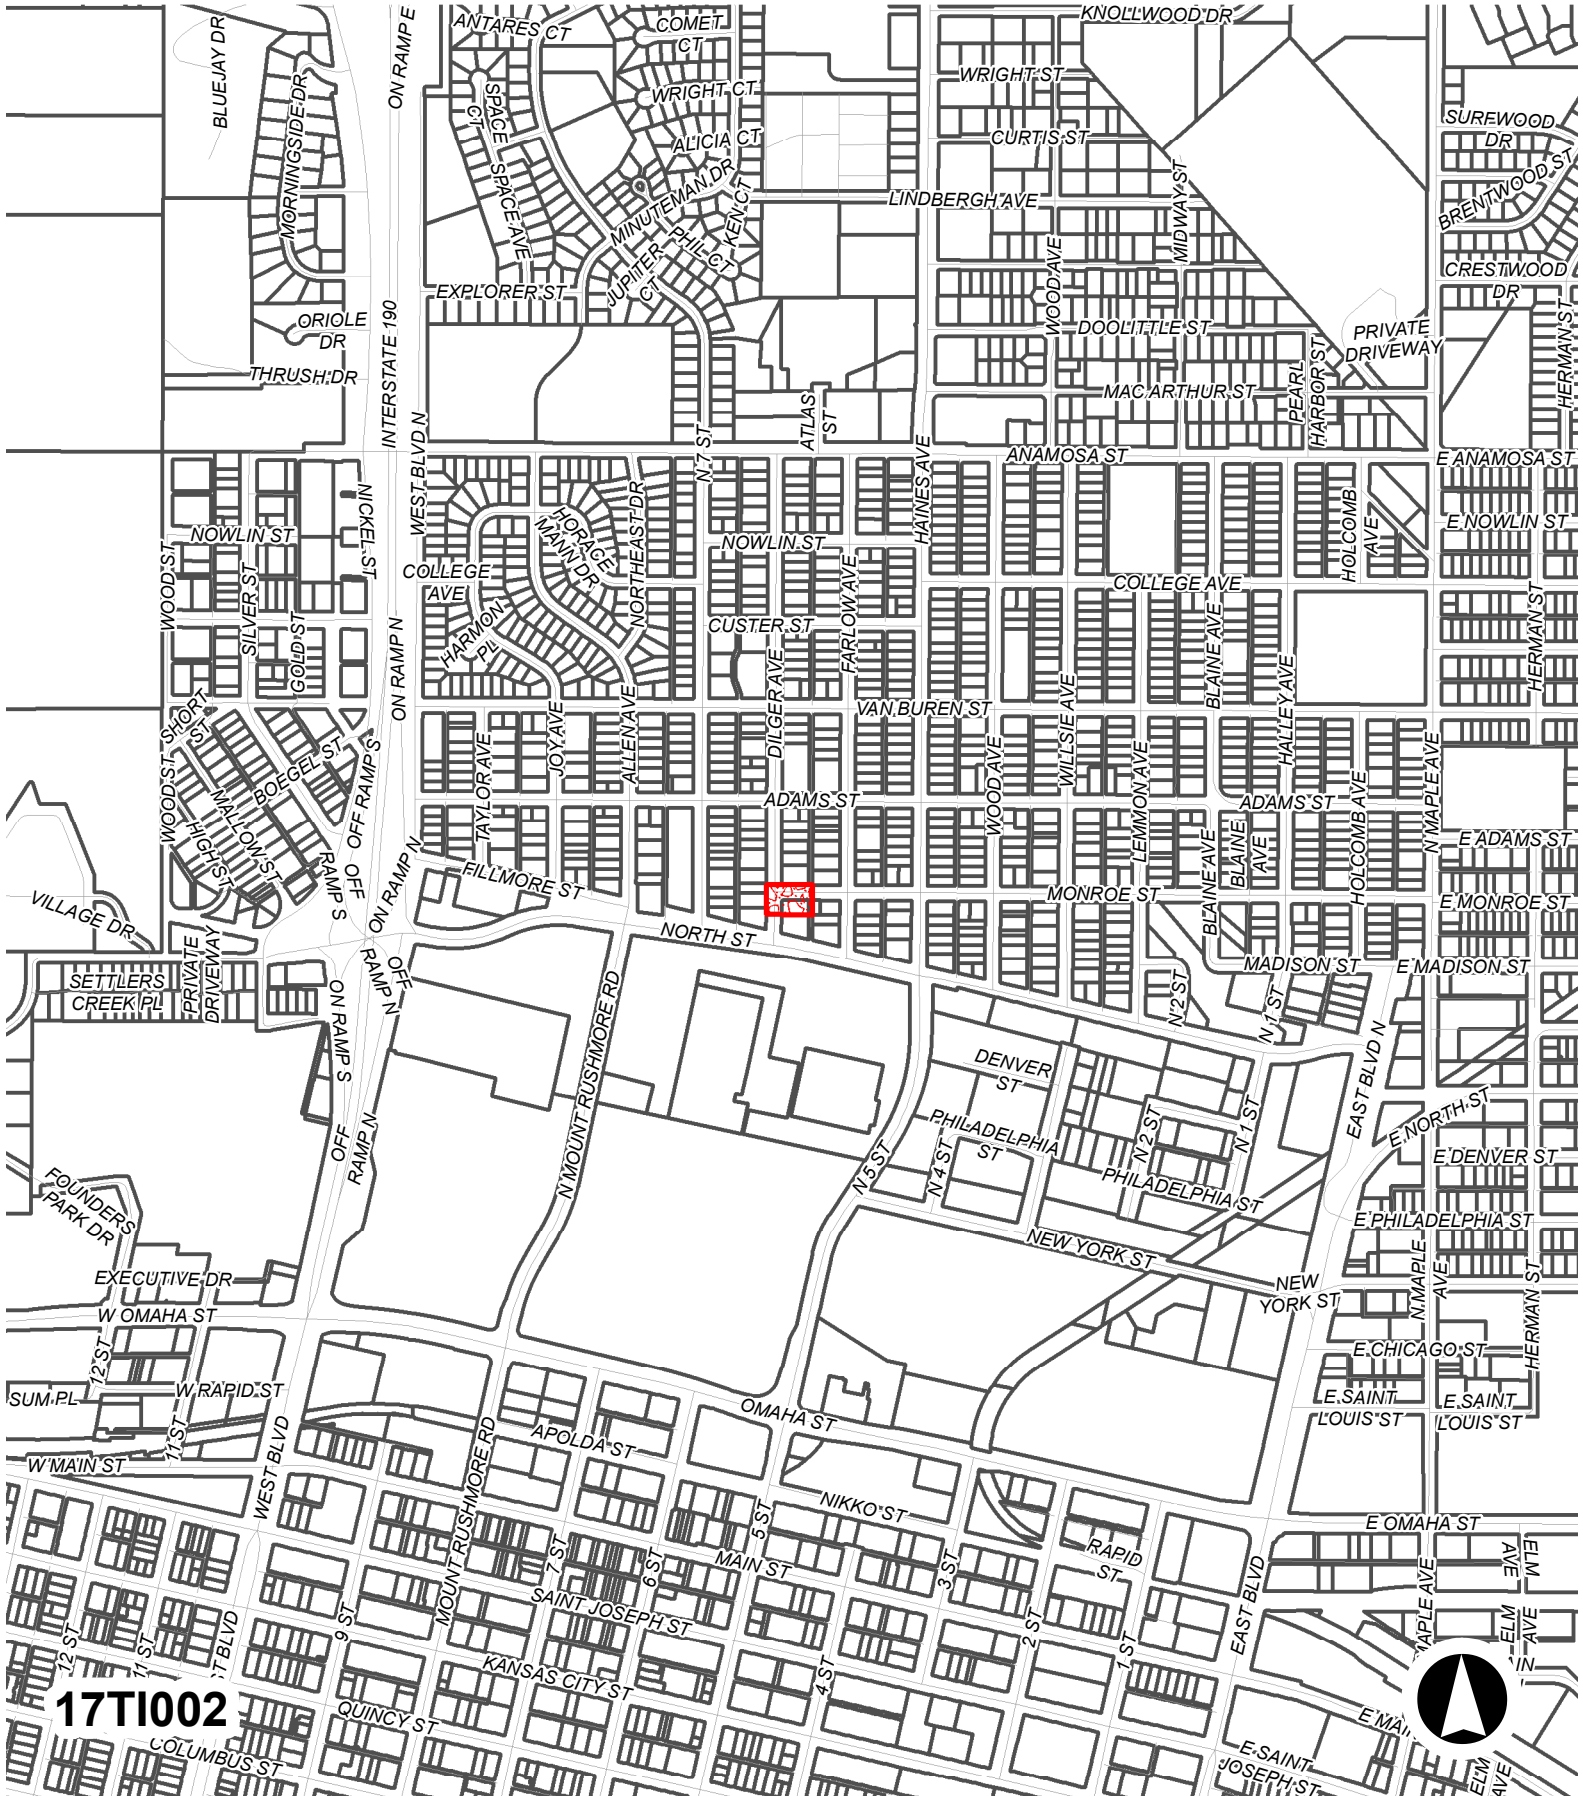 ANTARES CT
COMET
CT
KNOLLWOOD DR
BLUEJAY DR
ON RAMP E
MORNINGSIDE DR
WRIGHT ST
WRIGHT CT
SPACE
CT
SURFWOOD
DR
CURTIS ST
ALICIA CT
BRENTWOOD ST
SPACE AVE
MINUTEMAN DR
KEN CT
LINDBERGH AVE
MIDWAY ST
PHIL CT
JUPITER
CT
WOOD AVE
CRESTWOOD
DR
EXPLORER ST
ORIOLE
DR
INTERSTATE 190
DOOLITTLE ST
PRIVATE
DRIVEWAY
HERMAN ST
THRUSH DR
MAC ARTHUR ST
PEARL
HARBOR ST
ATLAS
ST
WEST BLVD N
N 7 ST
HAINES AVE
ANAMOSA ST
E ANAMOSA ST
NICKEL ST
NORTHEAST DR
HORACE
MANN DR
HOLCOMB
AVE
NOWLIN ST
NOWLIN ST
E NOWLIN ST
WOOD ST
SILVER ST
COLLEGE
AVE
COLLEGE AVE
FARLOW AVE
HERMAN ST
GOLD ST
ON RAMP N
HARMON
PL
CUSTER ST
BLAINE AVE
HALLEY AVE
DILGER AVE
SHORT
ST
VAN BUREN ST
WILLSIE AVE
JOY AVE
ALLEN AVE
TAYLOR AVE
BOEGEL ST
OFF RAMP S
WOOD ST
MALLOW ST
HIGH ST
WOOD AVE
LEMMON AVE
N MAPLE AVE
ADAMS ST
ADAMS ST
E ADAMS ST
HOLCOMB AVE
BLAINE AVE
BLAINE
AVE
OFF
RAMP S
ON RAMP N
FILLMORE ST
MONROE ST
E MONROE ST
VILLAGE DR
NORTH ST
MADISON ST
E MADISON ST
PRIVATE
DRIVEWAY
SETTLERS
CREEK PL
OFF
RAMP N
ON RAMP S
N MOUNT RUSHMORE RD
N 2 ST
N 1 ST
EAST BLVD N
DENVER
ST
OFF
RAMP N
PHILADELPHIA
ST
N 2 ST
N 1 ST
E NORTH ST
N 5 ST
N 4 ST
E DENVER ST
PHILADELPHIA ST
FOUNDERS
PARK DR
E PHILADELPHIA ST
NEW YORK ST
N MAPLE
AVE
EXECUTIVE DR
NEW
YORK ST
HERMAN ST
W OMAHA ST
12 ST
E CHICAGO ST
SUM PL
W RAPID ST
E SAINT
LOUIS ST
E SAINT
LOUIS ST
11 ST
WEST BLVD
OMAHA ST
APOLDA ST
MOUNT RUSHMORE RD
W MAIN ST
NIKKO ST
5 ST
E OMAHA ST
7 ST
6 ST
MAIN ST
3 ST
RAPID
ST
ELM
AVE
EAST BLVD
MAPLE AVE
SAINT JOSEPH ST
9 ST
2 ST
1 ST
ELM
AVE
12 ST
11 ST
ST BLVD
KANSAS CITY ST
4 ST
IN
17TI002
QUINCY ST
E MAIN
COLUMBUS ST
E SAINT
JOSEPH ST
ELM
AVE